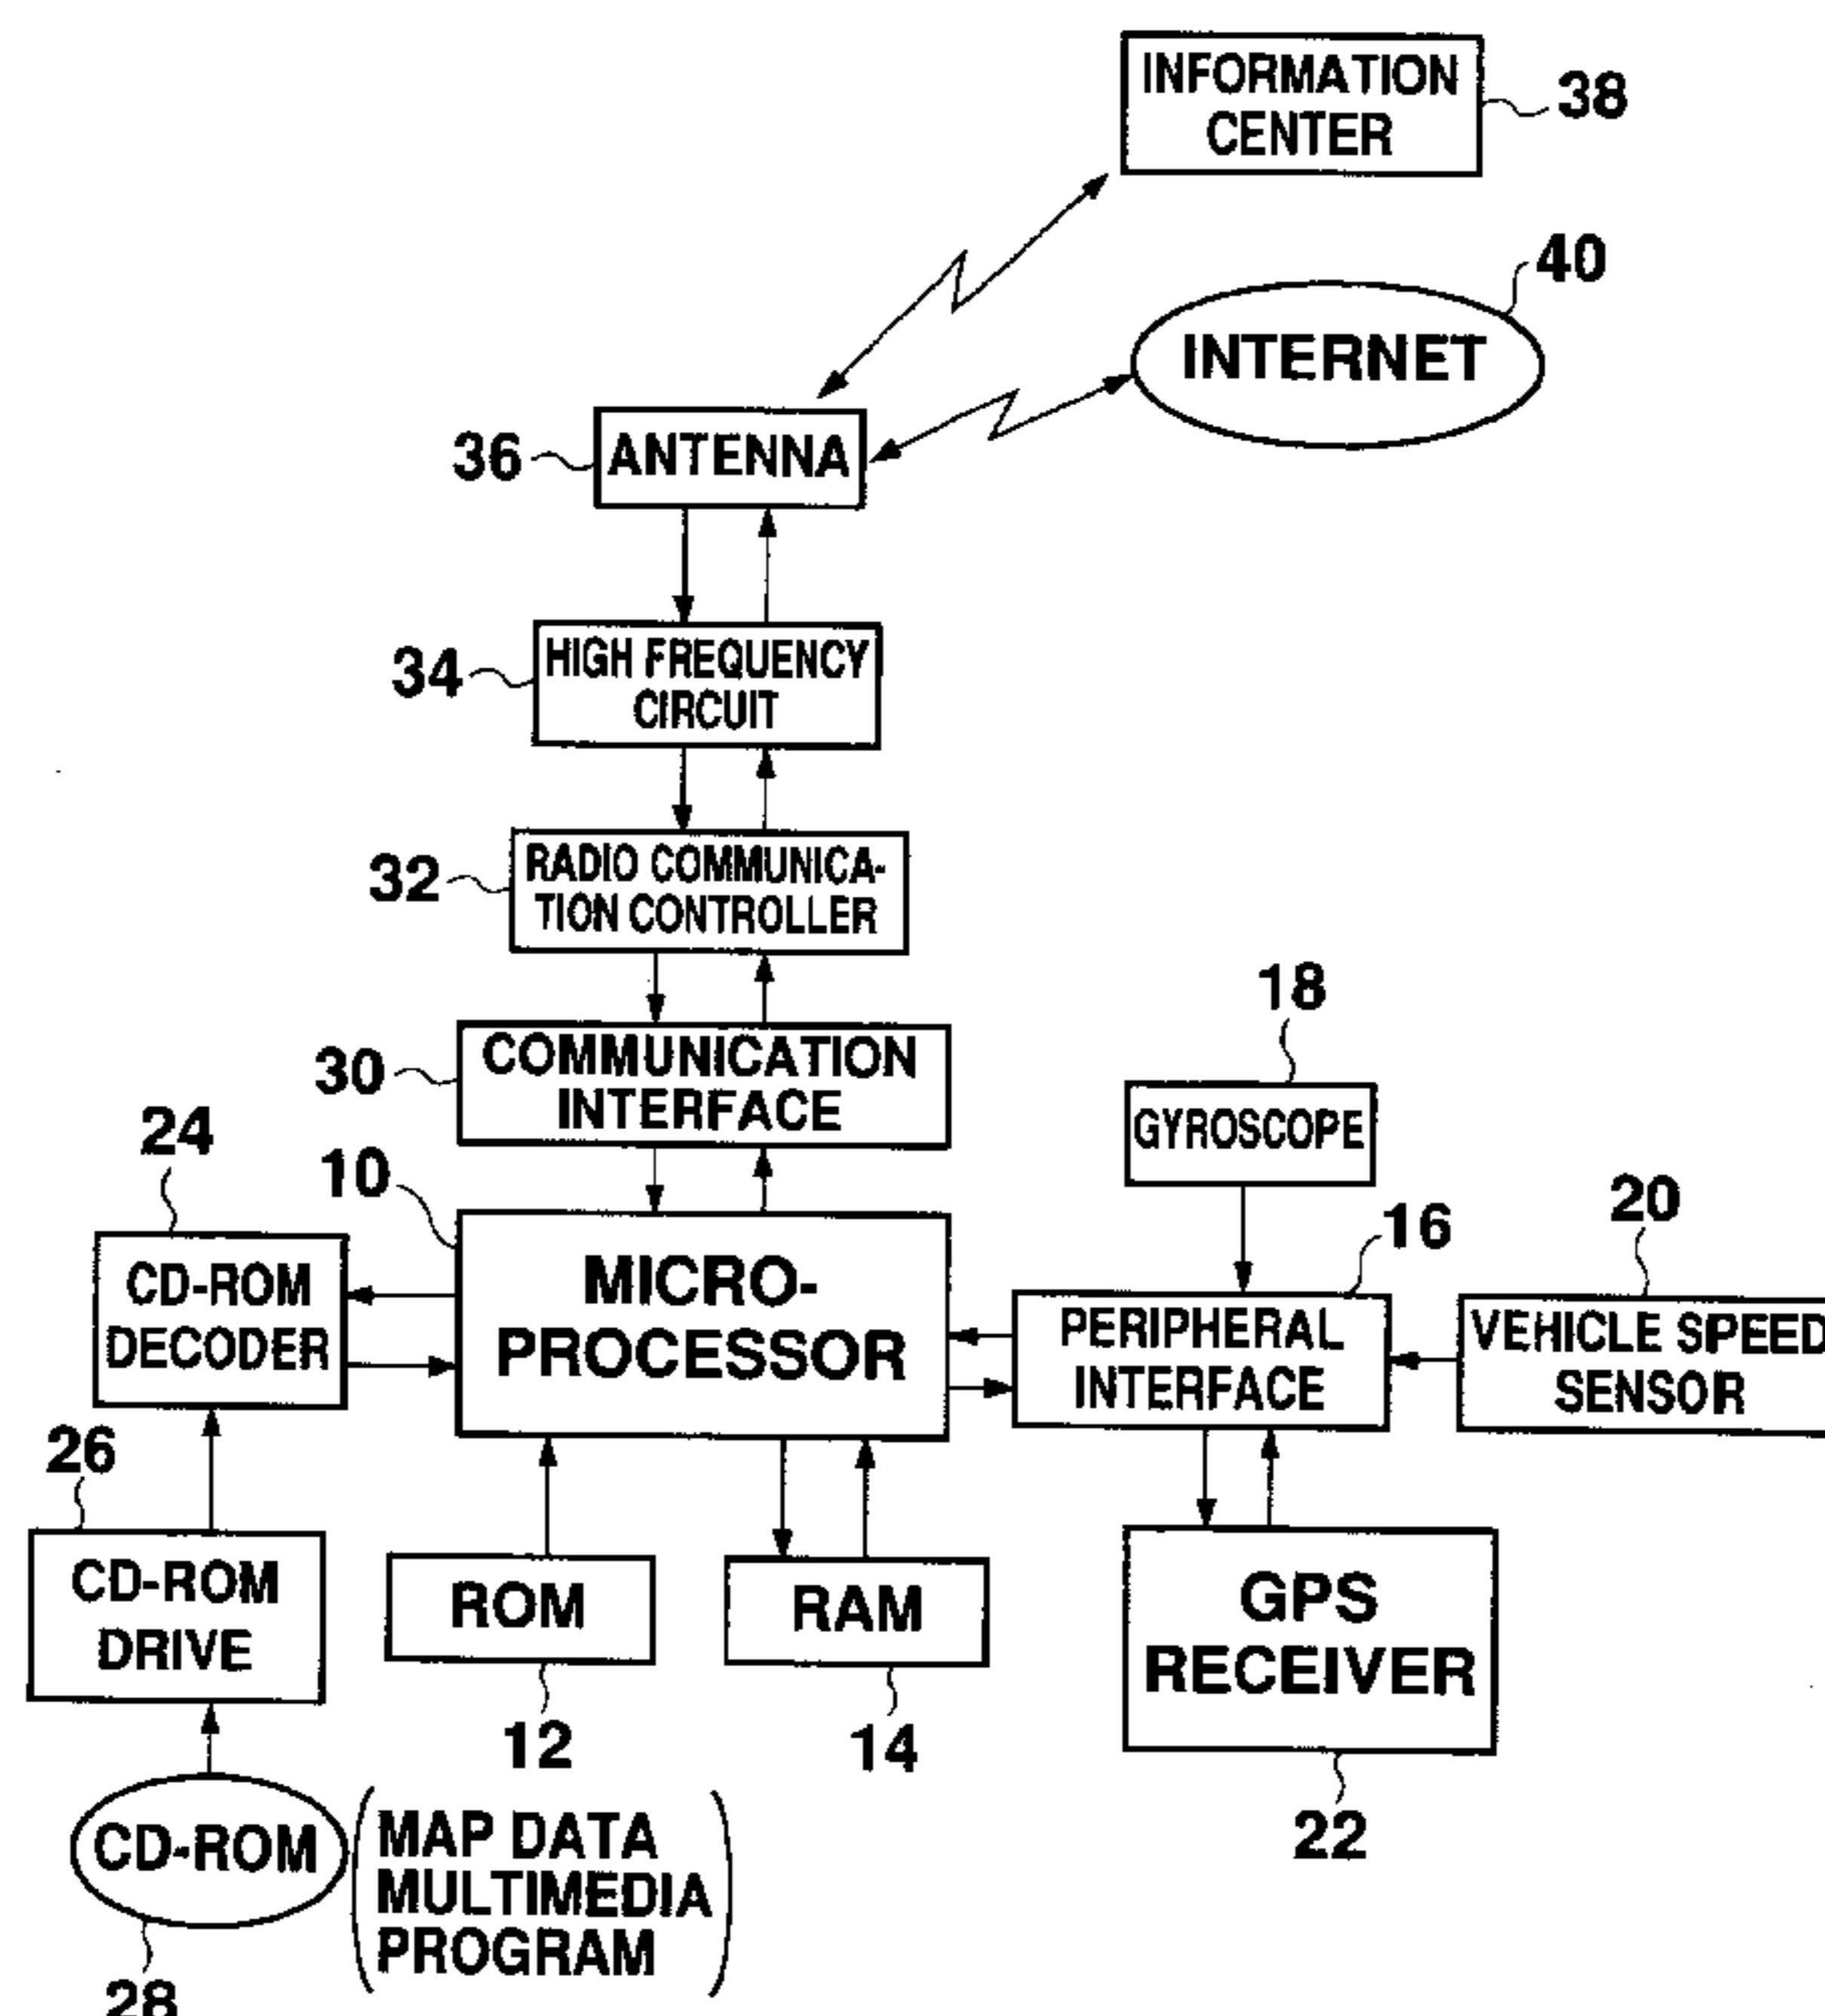 INFORMATION
CENTER
38
40
INTERNET
36
ANTENNA
34
HIGH FREQUENCY
CIRCUIT
32
RADIO COMMUNICA-
TION CONTROLLER
18
30
COMMUNICATION
INTERFACE
GYROSCOPE
24
10
16
20
CD-ROM
DECODER
MICRO-
PROCESSOR
PERIPHERAL
INTERFACE
VEHICLE SPEED
SENSOR
26
CD-ROM
DRIVE
ROM
RAM
GPS
RECEIVER
12
14
22
CD-ROM
MAP DATA
MULTIMEDIA
PROGRAM
28